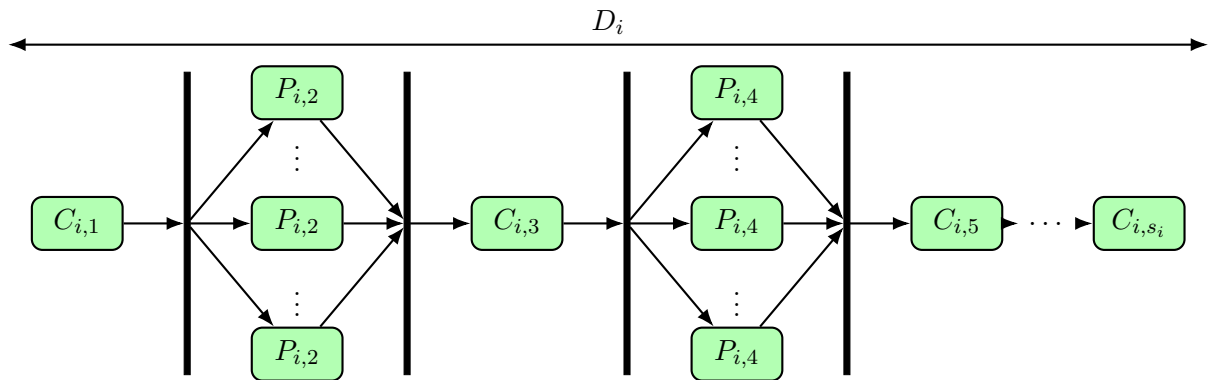 D_i
P_{i,2} P_{i,4}
⋮ ⋮
C_{i,1} P_{i,2} C_{i,3} P_{i,4} C_{i,5} ⋯ C_{i,s_i}
⋮ ⋮
P_{i,2} P_{i,4}